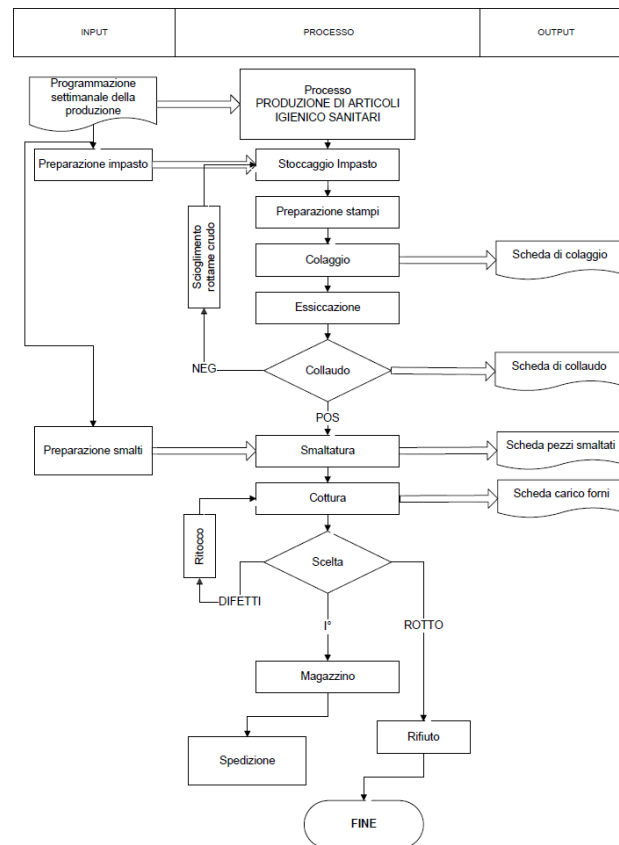 INPUT
PROCESSO
OUTPUT
Programmazione
settimanale della
produzione
Processo
PRODUZIONE DI ARTICOLI
IGIENICO SANITARI
Preparazione impasto
Stoccaggio Impasto
Scioglimento
rottame crudo
Preparazione stampi
Colaggio
Scheda di colaggio
Essiccazione
NEG
Collaudo
Scheda di collaudo
POS
Preparazione smalti
Smaltatura
Scheda pezzi smaltati
Cottura
Scheda carico forni
Ritocco
Scelta
DIFETTI
I°
ROTTO
Magazzino
Spedizione
Rifiuto
FINE